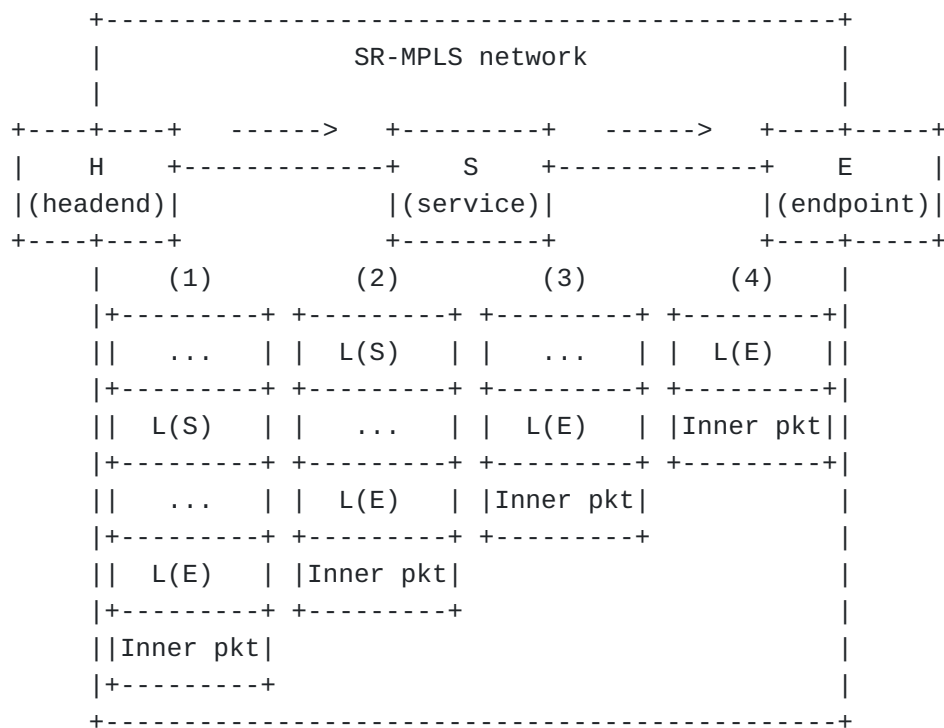 +-----------------------------------------------+
     |                SR-MPLS network                |
     |                                               |
+----+----+   ------>   +---------+   ------>   +----+-----+
|    H    +-------------+    S    +-------------+    E     |
|(headend)|             |(service)|             |(endpoint)|
+----+----+             +---------+             +----+-----+
     |    (1)         (2)         (3)         (4)    |
     |+---------+ +---------+ +---------+ +---------+|
     ||   ...   | |  L(S)   | |   ...   | |  L(E)   ||
     |+---------+ +---------+ +---------+ +---------+|
     ||  L(S)   | |   ...   | |  L(E)   | |Inner pkt||
     |+---------+ +---------+ +---------+ +---------+|
     ||   ...   | |  L(E)   | |Inner pkt|            |
     |+---------+ +---------+ +---------+            |
     ||  L(E)   | |Inner pkt|                        |
     |+---------+ +---------+                        |
     ||Inner pkt|                                    |
     |+---------+                                    |
     +-----------------------------------------------+